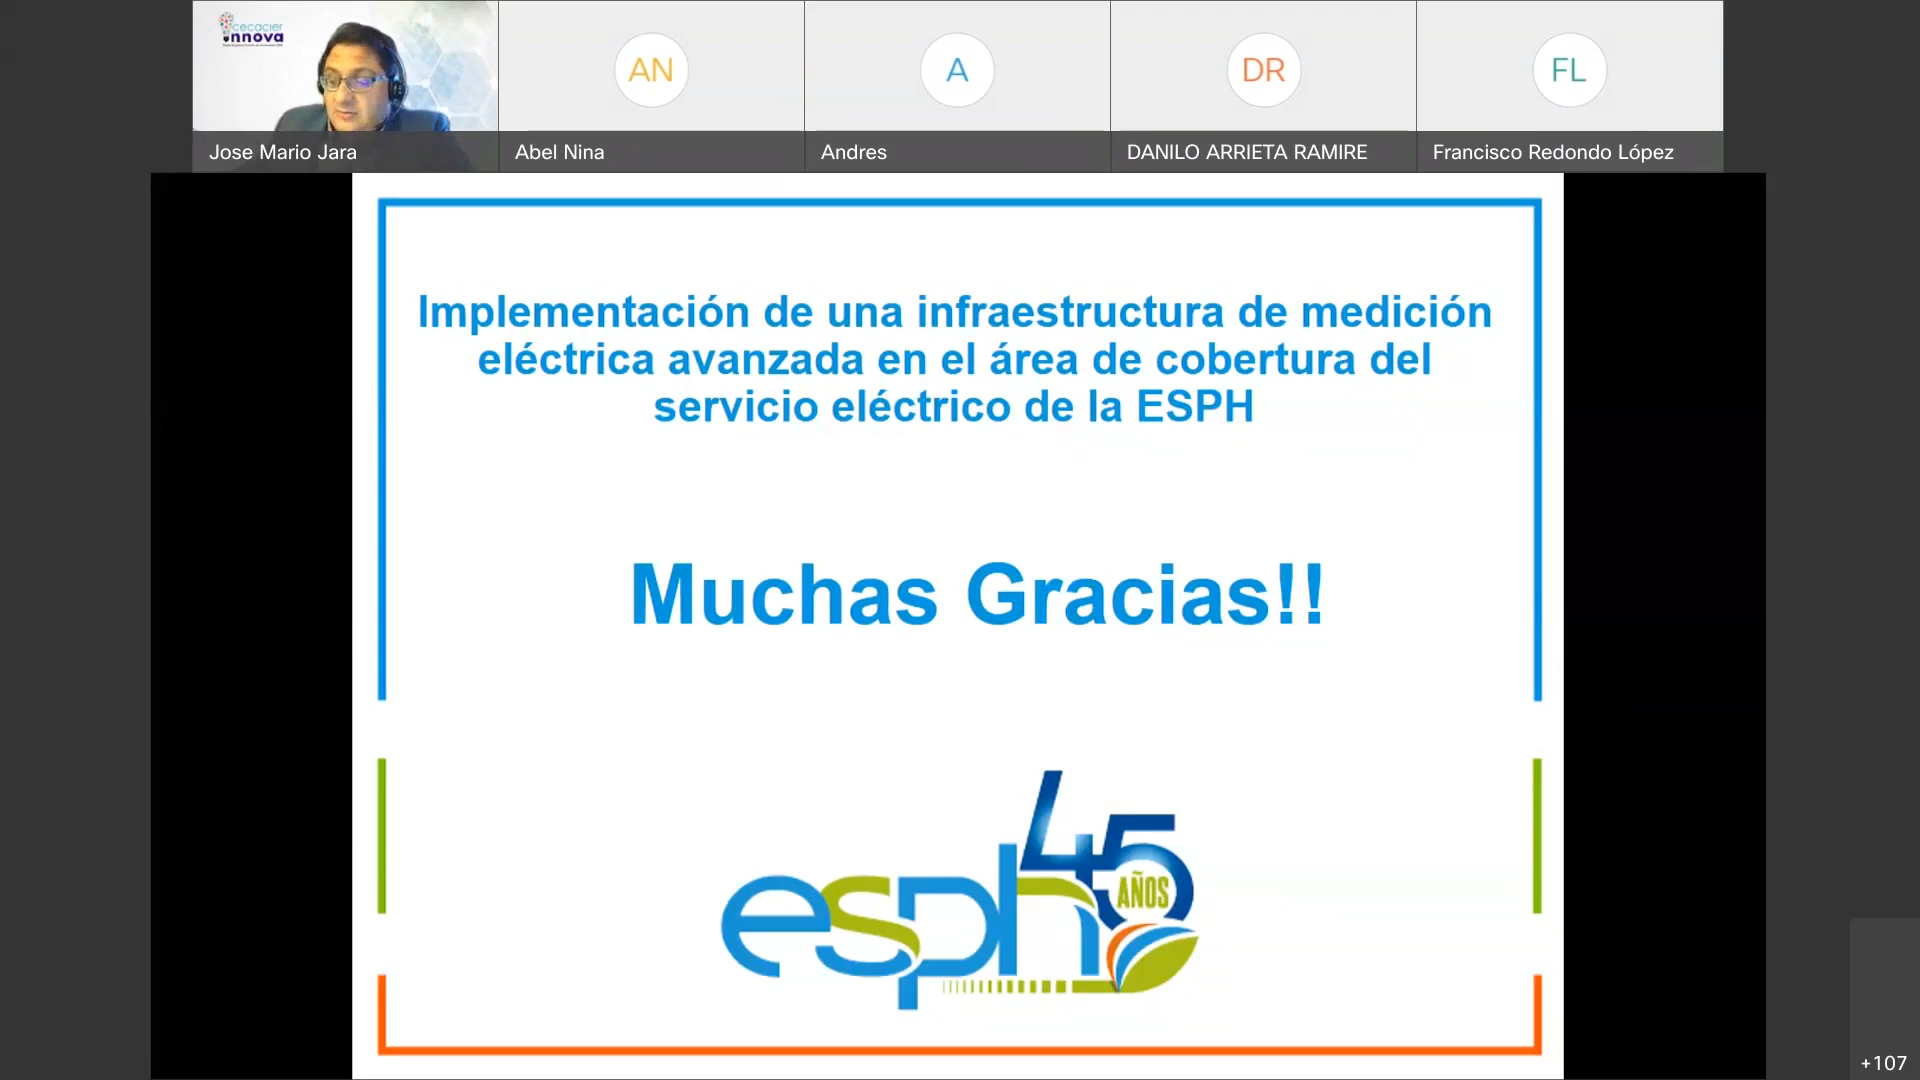 cecacier
innova
AN
A
DR
FL
Jose Mario Jara
Abel Nina
Andres
DANILO ARRIETA RAMIRE
Francisco Redondo López
Implementación de una infraestructura de medición
eléctrica avanzada en el área de cobertura del
servicio eléctrico de la ESPH
Muchas Gracias!!
45
AÑOS
esph
+107